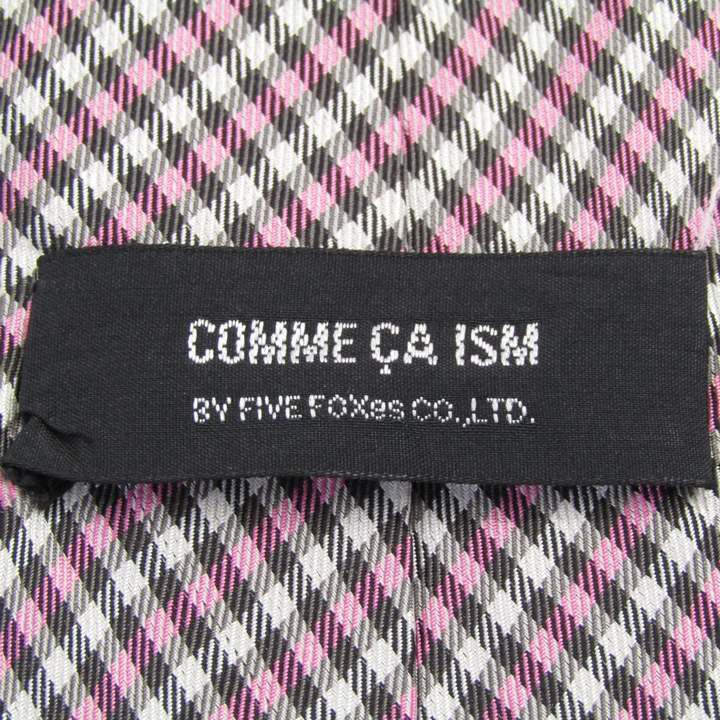 COMME ÇA ISM
BY FIVE FOXes CO.,LTD.